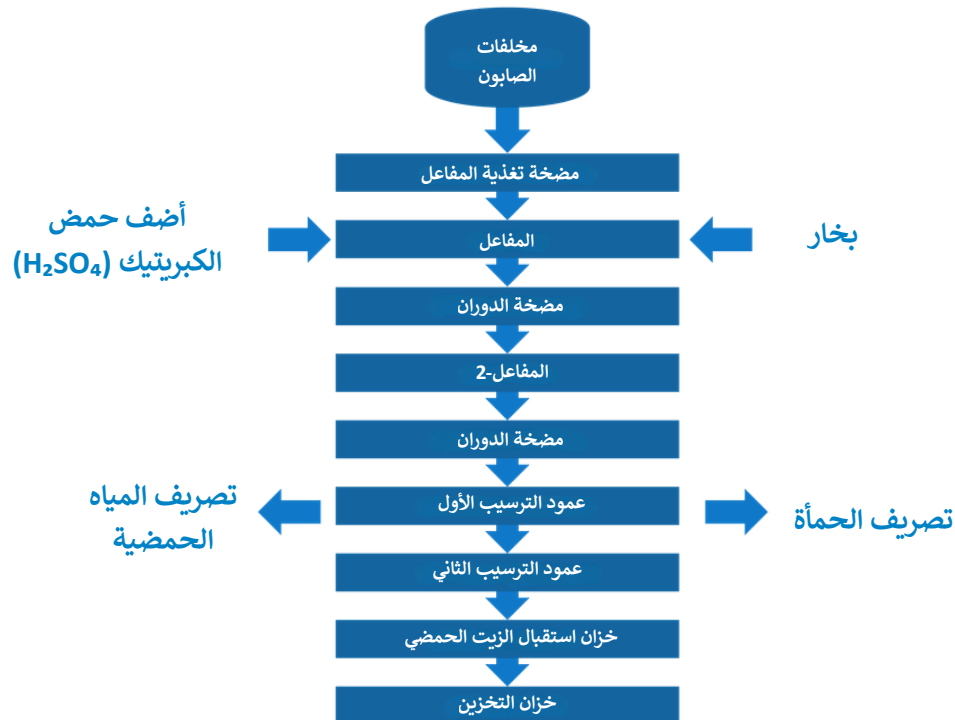 مخلفات
الصابون
مضخة تغذية المفاعل
أضف حمض
الكبريتيك (H₂SO₄)
المفاعل
بخار
مضخة الدوران
المفاعل-2
مضخة الدوران
تصريف المياه
الحمضية
عمود الترسيب الأول
تصريف الحمأة
عمود الترسيب الثاني
خزان استقبال الزيت الحمضي
خزان التخزين